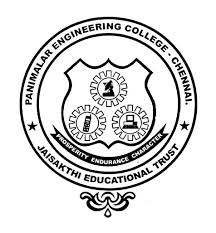 PANIMALAR ENGINEERING COLLEGE - CHENNAI.
PROSPERITY ENDURANCE CHARACTER
JAISAKTHI EDUCATIONAL TRUST